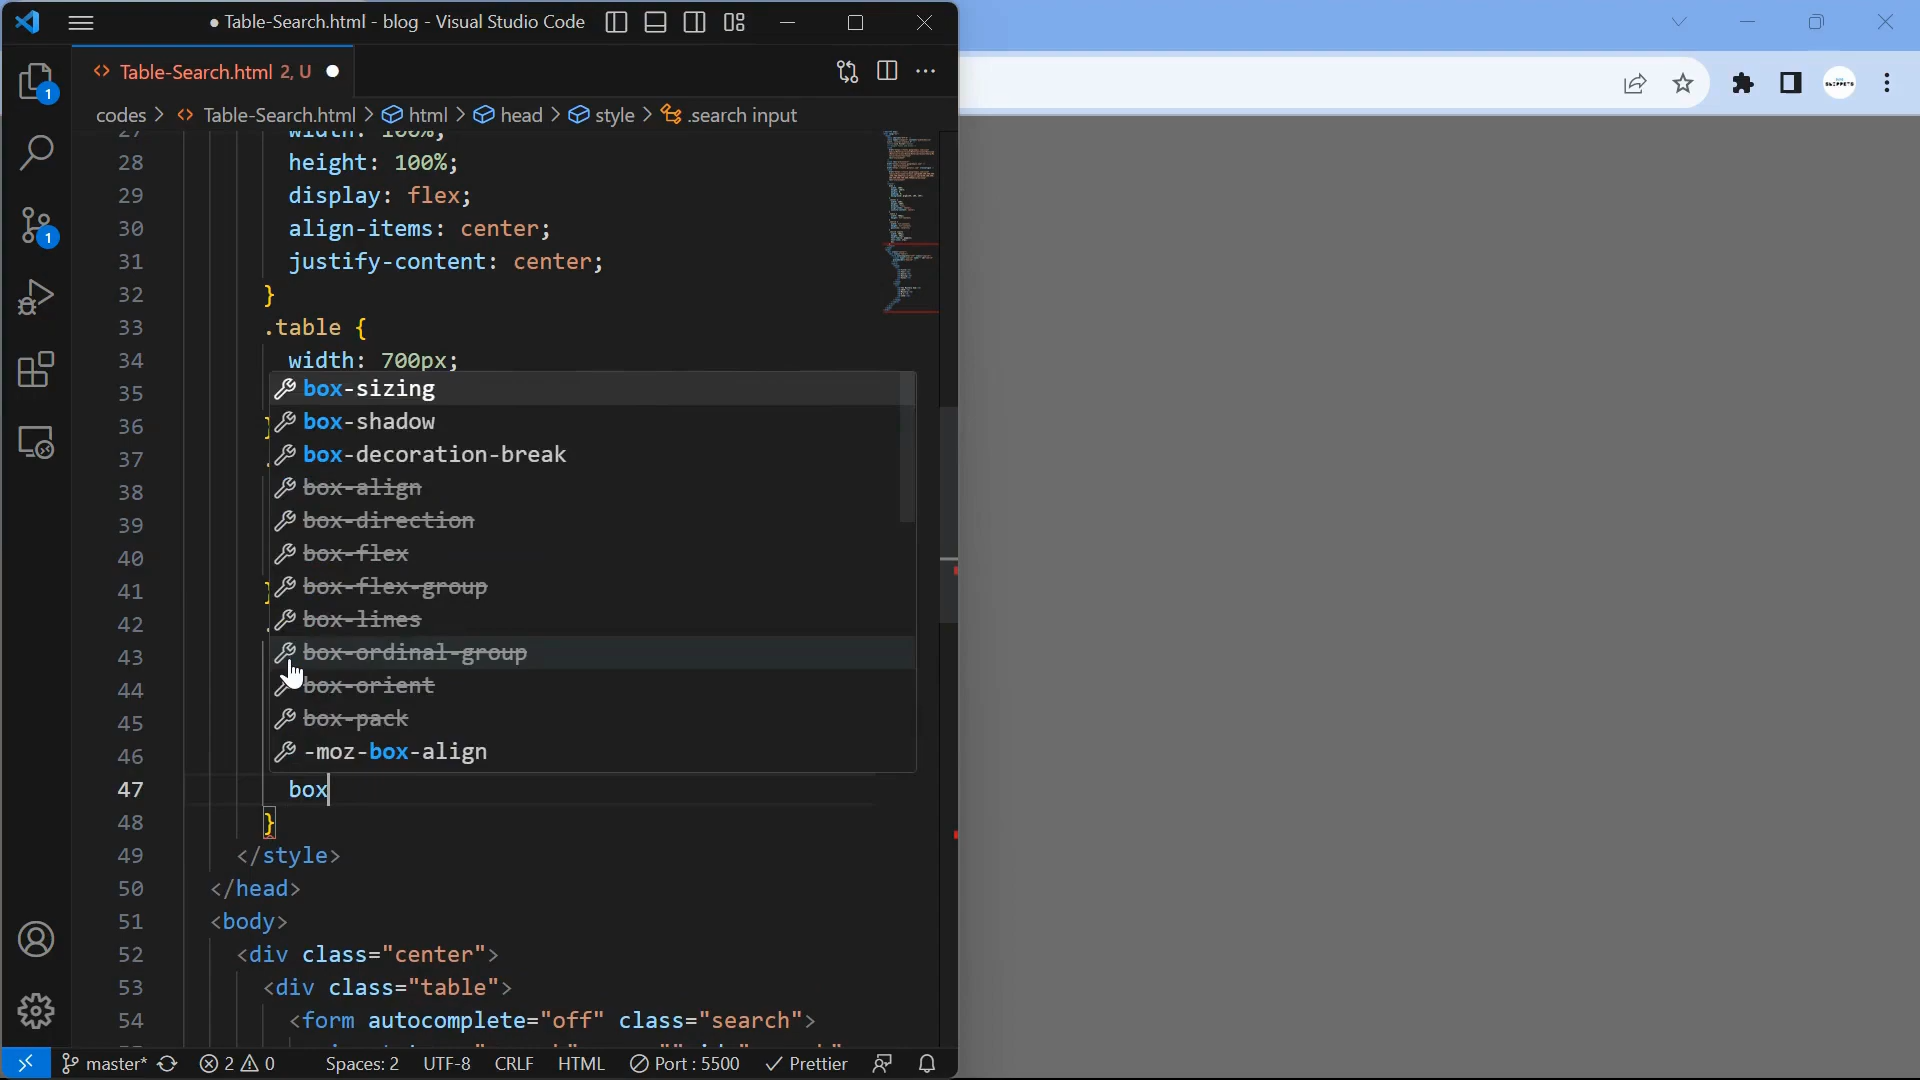 Table-Search.html - blog - Visual Studio Code
Table-Search.html 2, U
codes > Table-Search.html > html > head > style > .search input
27 width: 100%;
28 height: 100%;
29 display: flex;
30 align-items: center;
31 justify-content: center;
32 }
33 .table {
34 width: 700px;
35
36 }
37 .
38
39
40
41 }
42 .
43
44
45
46
box-sizing
box-shadow
box-decoration-break
box-align
box-direction
box-flex
box-flex-group
box-lines
box-ordinal-group
box-orient
box-pack
-moz-box-align
47 box
48 }
49 </style>
50 </head>
51 <body>
52 <div class="center">
53 <div class="table">
54 <form autocomplete="off" class="search">
1
1
master* 2 0 Spaces: 2 UTF-8 CRLF HTML Port : 5500 Prettier